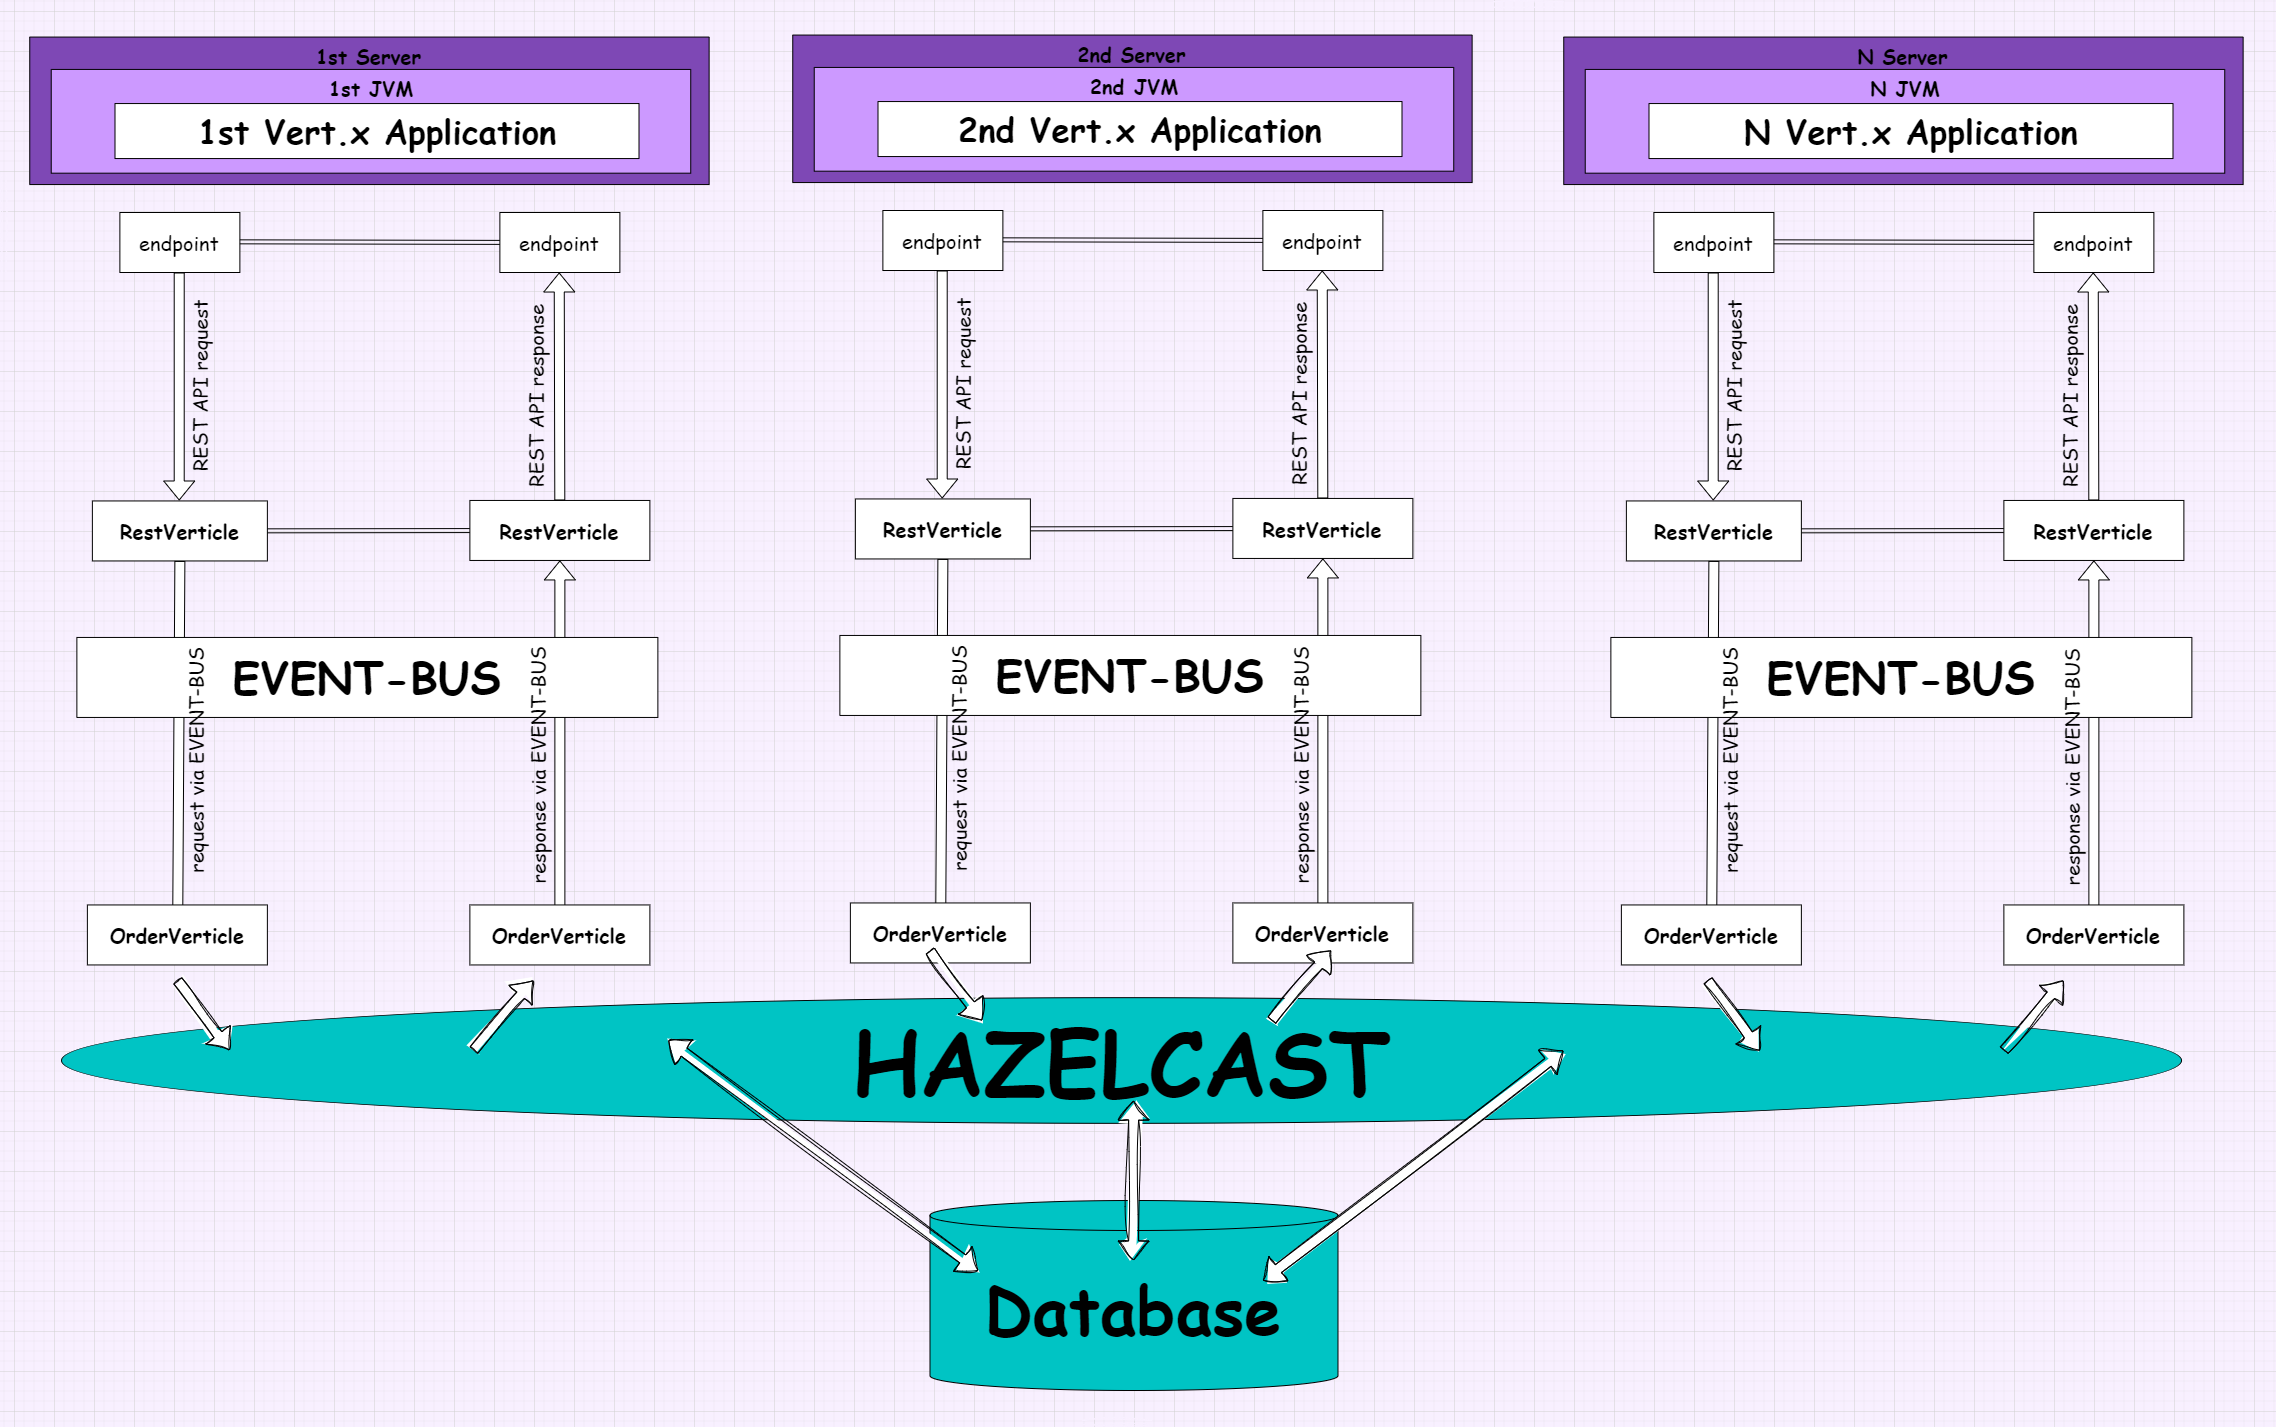 1st Server
1st JVM
1st Vert.x Application
endpoint
endpoint
REST API request
REST API response
RestVerticle
RestVerticle
EVENT-BUS
request via EVENT-BUS
response via EVENT-BUS
OrderVerticle
OrderVerticle
2nd Server
2nd JVM
2nd Vert.x Application
endpoint
endpoint
REST API request
REST API response
RestVerticle
RestVerticle
EVENT-BUS
request via EVENT-BUS
response via EVENT-BUS
OrderVerticle
OrderVerticle
N Server
N JVM
N Vert.x Application
endpoint
endpoint
REST API request
REST API response
RestVerticle
RestVerticle
EVENT-BUS
request via EVENT-BUS
response via EVENT-BUS
OrderVerticle
OrderVerticle
HAZELCAST
Database